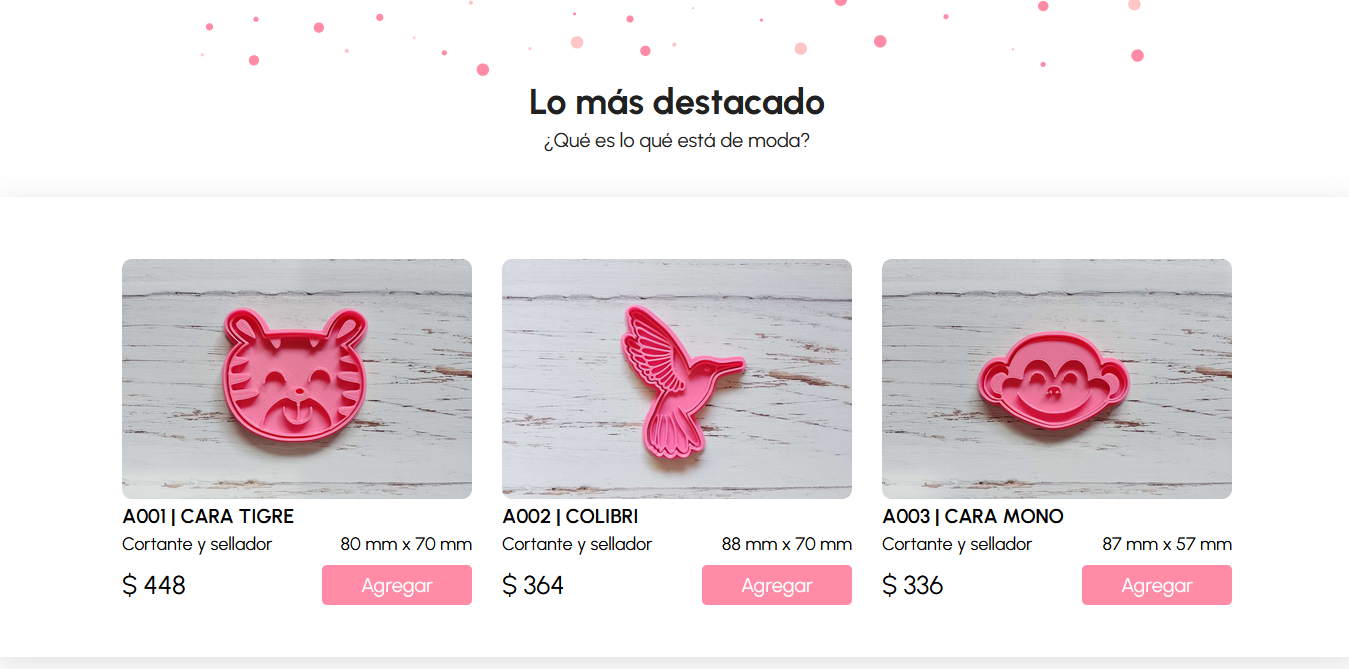 Lo más destacado
¿Qué es lo qué está de moda?
A001 | CARA TIGRE
Cortante y sellador 80 mm x 70 mm
$ 448 Agregar
A002 | COLIBRI
Cortante y sellador 88 mm x 70 mm
$ 364 Agregar
A003 | CARA MONO
Cortante y sellador 87 mm x 57 mm
$ 336 Agregar